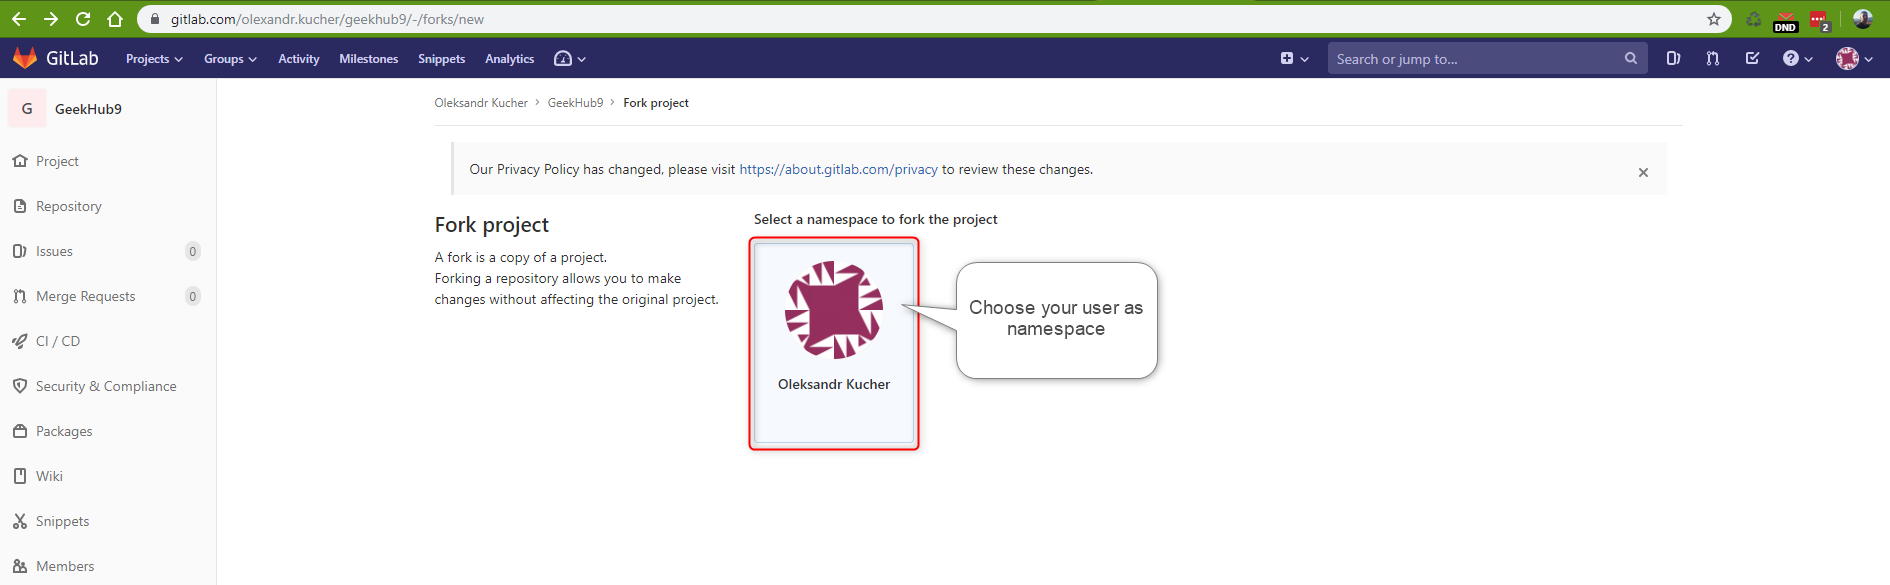 gitlab.com/olexandr.kucher/geekhub9/-/forks/new
DND
2
GitLab
Projects
Groups
Activity
Milestones
Snippets
Analytics
Search or jump to...
G
GeekHub9
Project
Repository
Issues
0
Merge Requests
0
CI / CD
Security & Compliance
Packages
Wiki
Snippets
Members
Oleksandr Kucher > GeekHub9 > Fork project
Our Privacy Policy has changed, please visit https://about.gitlab.com/privacy to review these changes.
Fork project
A fork is a copy of a project.
Forking a repository allows you to make
changes without affecting the original project.
Select a namespace to fork the project
Oleksandr Kucher
Choose your user as
namespace